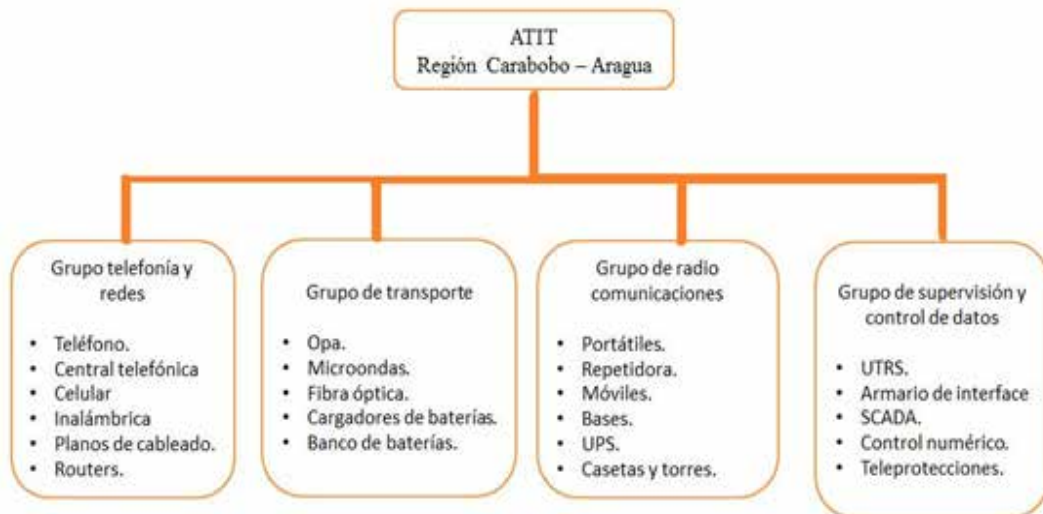 ATIT
Región Carabobo – Aragua
Grupo telefonía y
redes
• Teléfono.
• Central telefónica
• Celular
• Inalámbrica
• Planos de cableado.
• Routers.
Grupo de transporte
• Opa.
• Microondas.
• Fibra óptica.
• Cargadores de baterías.
• Banco de baterías.
Grupo de radio
comunicaciones
• Portátiles.
• Repetidora.
• Móviles.
• Bases.
• UPS.
• Casetas y torres.
Grupo de supervisión y
control de datos
• UTRS.
• Armario de interface
• SCADA.
• Control numérico.
• Teleprotecciones.